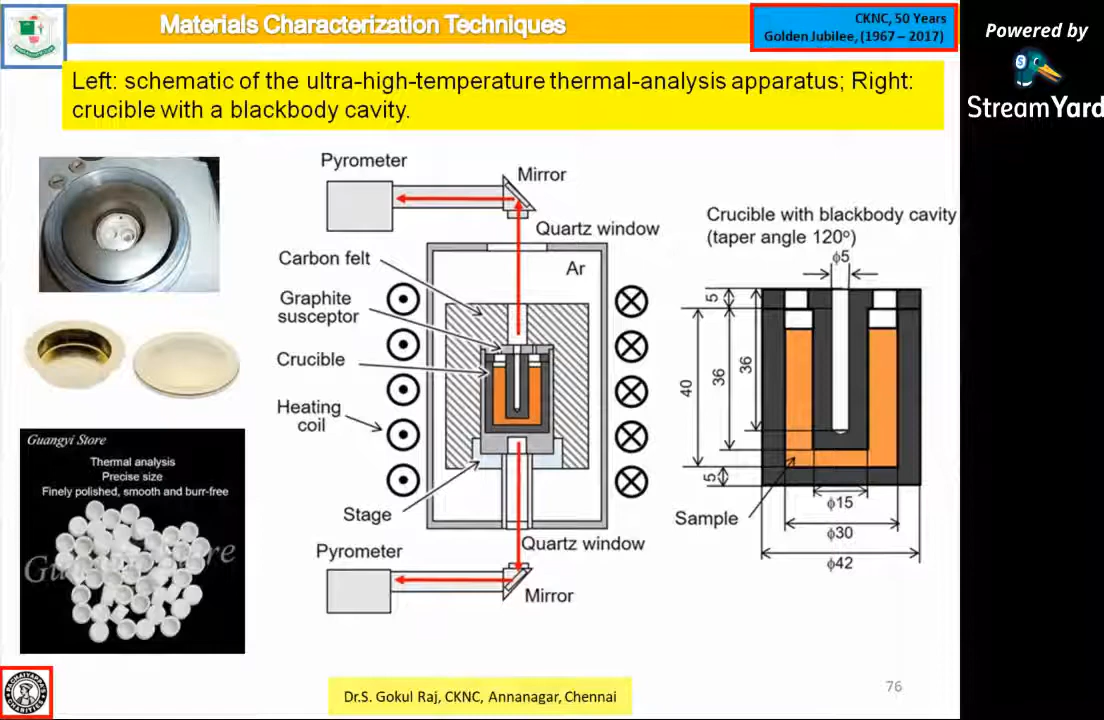 Materials Characterization Techniques
CKNC, 50 Years
Golden Jubilee, (1967 – 2017)
Powered by
StreamYard
Left: schematic of the ultra-high-temperature thermal-analysis apparatus; Right:
crucible with a blackbody cavity.
Pyrometer
Mirror
Quartz window
Carbon felt
Ar
Graphite
susceptor
Crucible
Heating
coil
Stage
Quartz window
Pyrometer
Mirror
Crucible with blackbody cavity
(taper angle 120°)
ϕ5
5
40
36
36
5
Sample
ϕ15
ϕ30
ϕ42
Guangyi Store
Thermal analysis
Precise size
Finely polished, smooth and burr-free
Dr.S. Gokul Raj, CKNC, Annanagar, Chennai
76